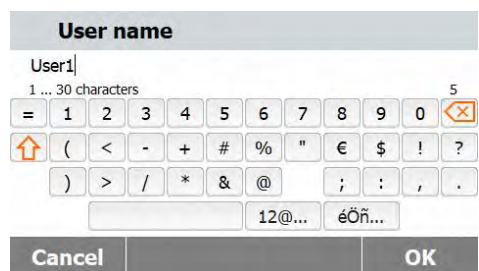 User name
User1
1 ... 30 characters 5
= 1 2 3 4 5 6 7 8 9 0
( < - + # % " € $ ! ?
) > / * & @ ; : , .
12@... éÖñ...
Cancel OK